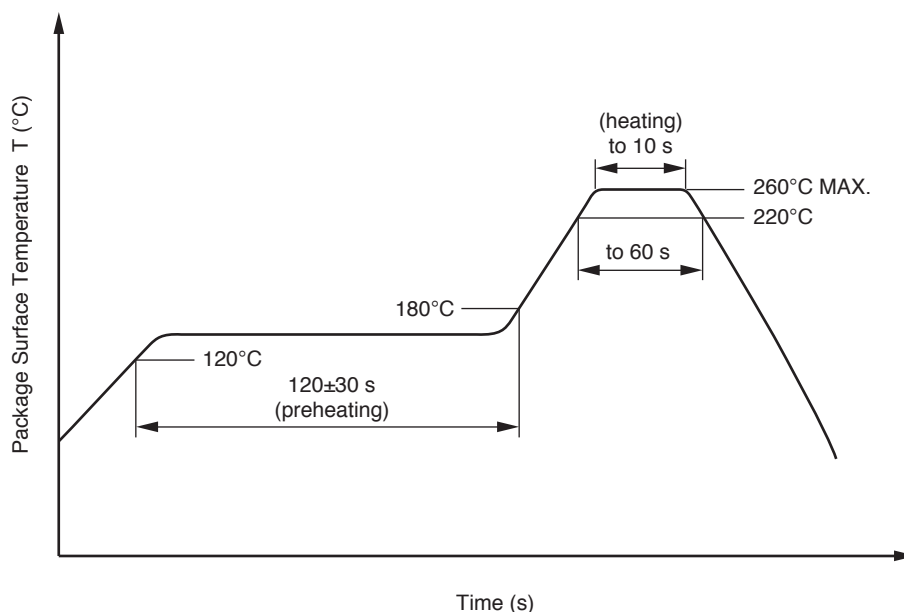 Package Surface Temperature T (°C)
(heating)
to 10 s
260°C MAX.
220°C
to 60 s
180°C
120°C
120±30 s
(preheating)
Time (s)